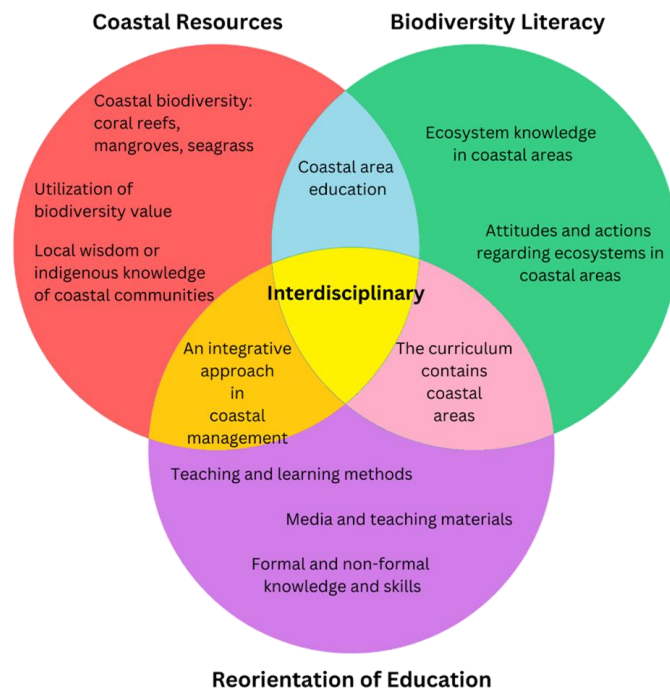 Coastal Resources
Biodiversity Literacy
Coastal biodiversity:
coral reefs,
mangroves, seagrass
Utilization of
biodiversity value
Local wisdom or
indigenous knowledge
of coastal communities
Coastal area
education
Ecosystem knowledge
in coastal areas
Attitudes and actions
regarding ecosystems in
coastal areas
Interdisciplinary
An integrative
approach
in
coastal
management
The curriculum
contains
coastal
areas
Teaching and learning methods
Media and teaching materials
Formal and non-formal
knowledge and skills
Reorientation of Education